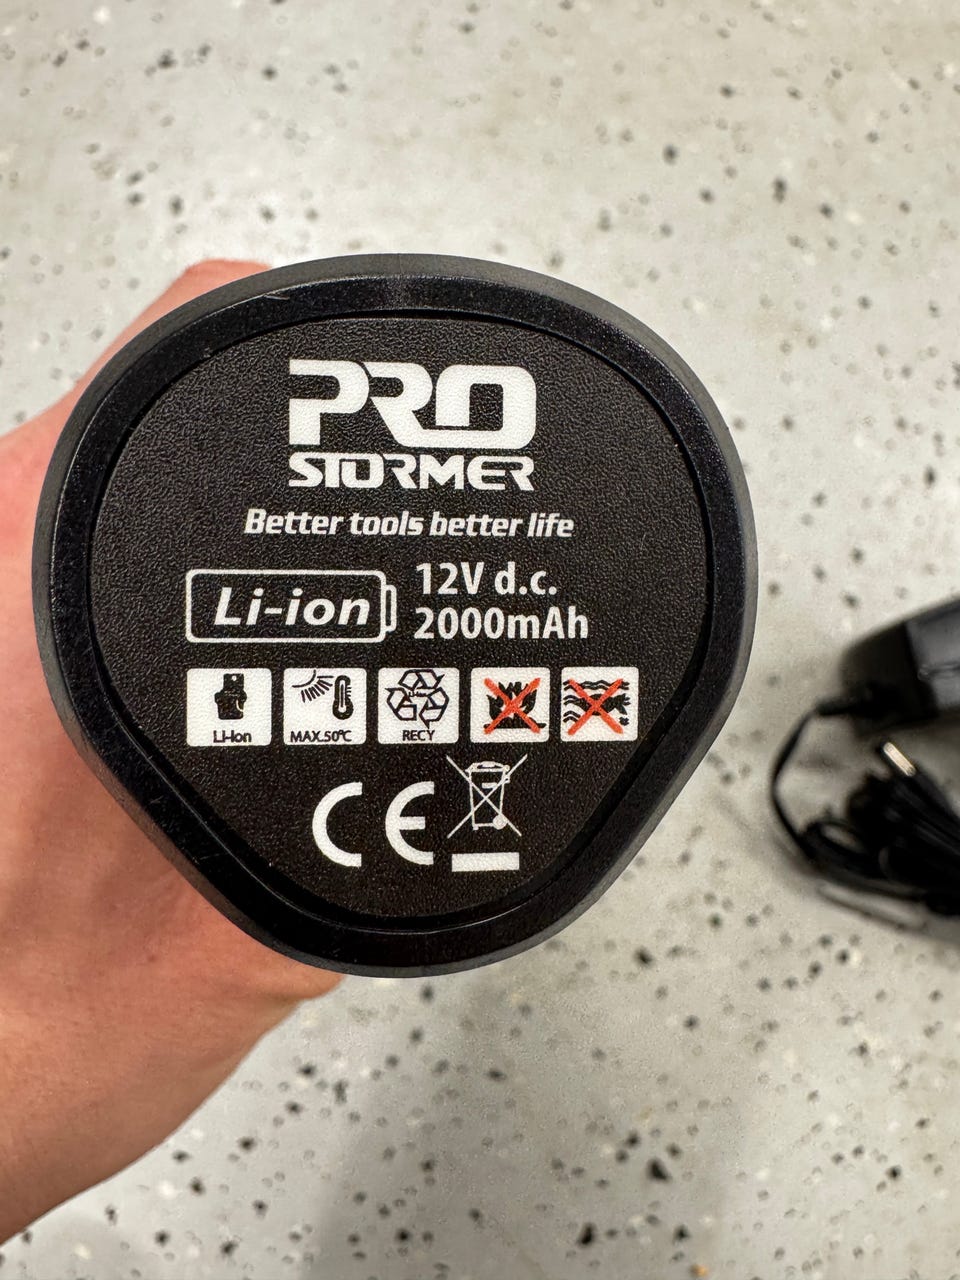 PRO
STORMER
Better tools better life
Li-ion
12V d.c.
2000mAh
Li-Ion
MAX.50℃
RECY
CE